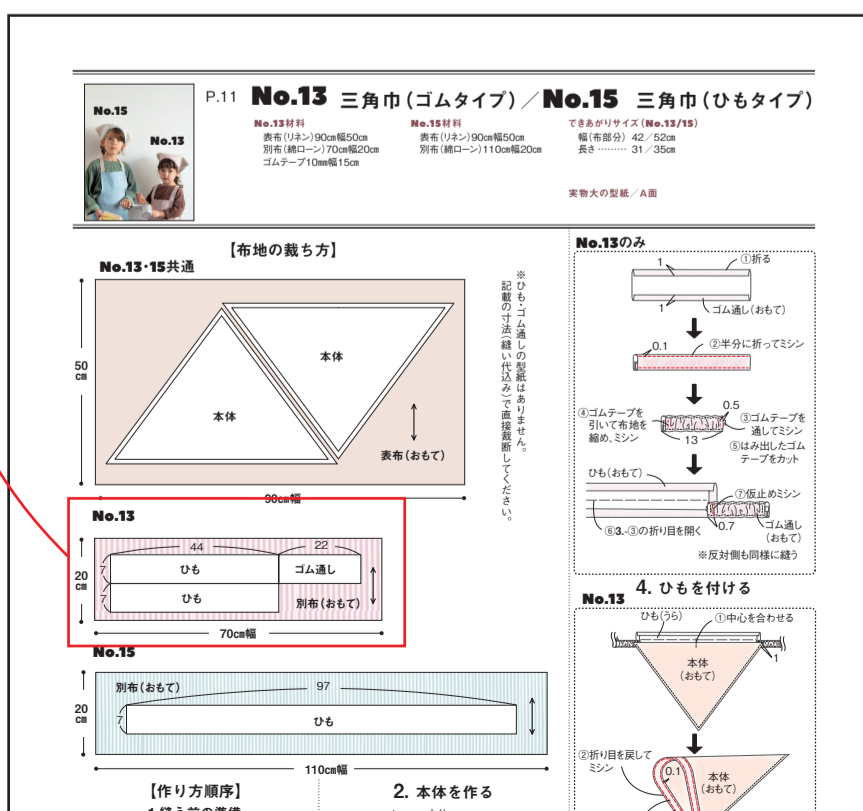 No.15
No.13
P.11 No.13 三角巾(ゴムタイプ)/No.15 三角巾(ひもタイプ)
No.13材料
表布(リネン)90cm幅50cm
別布(綿ローン)70cm幅20cm
ゴムテープ10mm幅15cm
No.15材料
表布(リネン)90cm幅50cm
別布(綿ローン)110cm幅20cm
できあがりサイズ(No.13/15)
幅(布部分) 42/52cm
長さ……… 31/35cm
実物大の型紙/A面
【布地の裁ち方】
No.13・15共通
50cm
本体
本体
表布(おもて)
90cm幅
※ひも・ゴム通しの型紙はありません。
記載の寸法(縫い代込み)で直接裁断してください。
No.13
20cm
44
22
7
ひも
ゴム通し
7
ひも
別布(おもて)
70cm幅
No.15
20cm
別布(おもて)
97
7
ひも
110cm幅
【作り方順序】
2. 本体を作る
No.13のみ
1
①折る
1
ゴム通し(おもて)
0.1
②半分に折ってミシン
④ゴムテープを
引いて布地を
縮め、ミシン
0.5
③ゴムテープを
通してミシン
13
⑤はみ出したゴム
テープをカット
ひも(おもて)
⑦仮止めミシン
⑥3.-③の折り目を開く
0.7
ゴム通し
(おもて)
※反対側も同様に縫う
4. ひもを付ける
No.13
ひも(うら)
①中心を合わせる
1
本体
(おもて)
②折り目を戻して
ミシン
0.1
本体
(おもて)